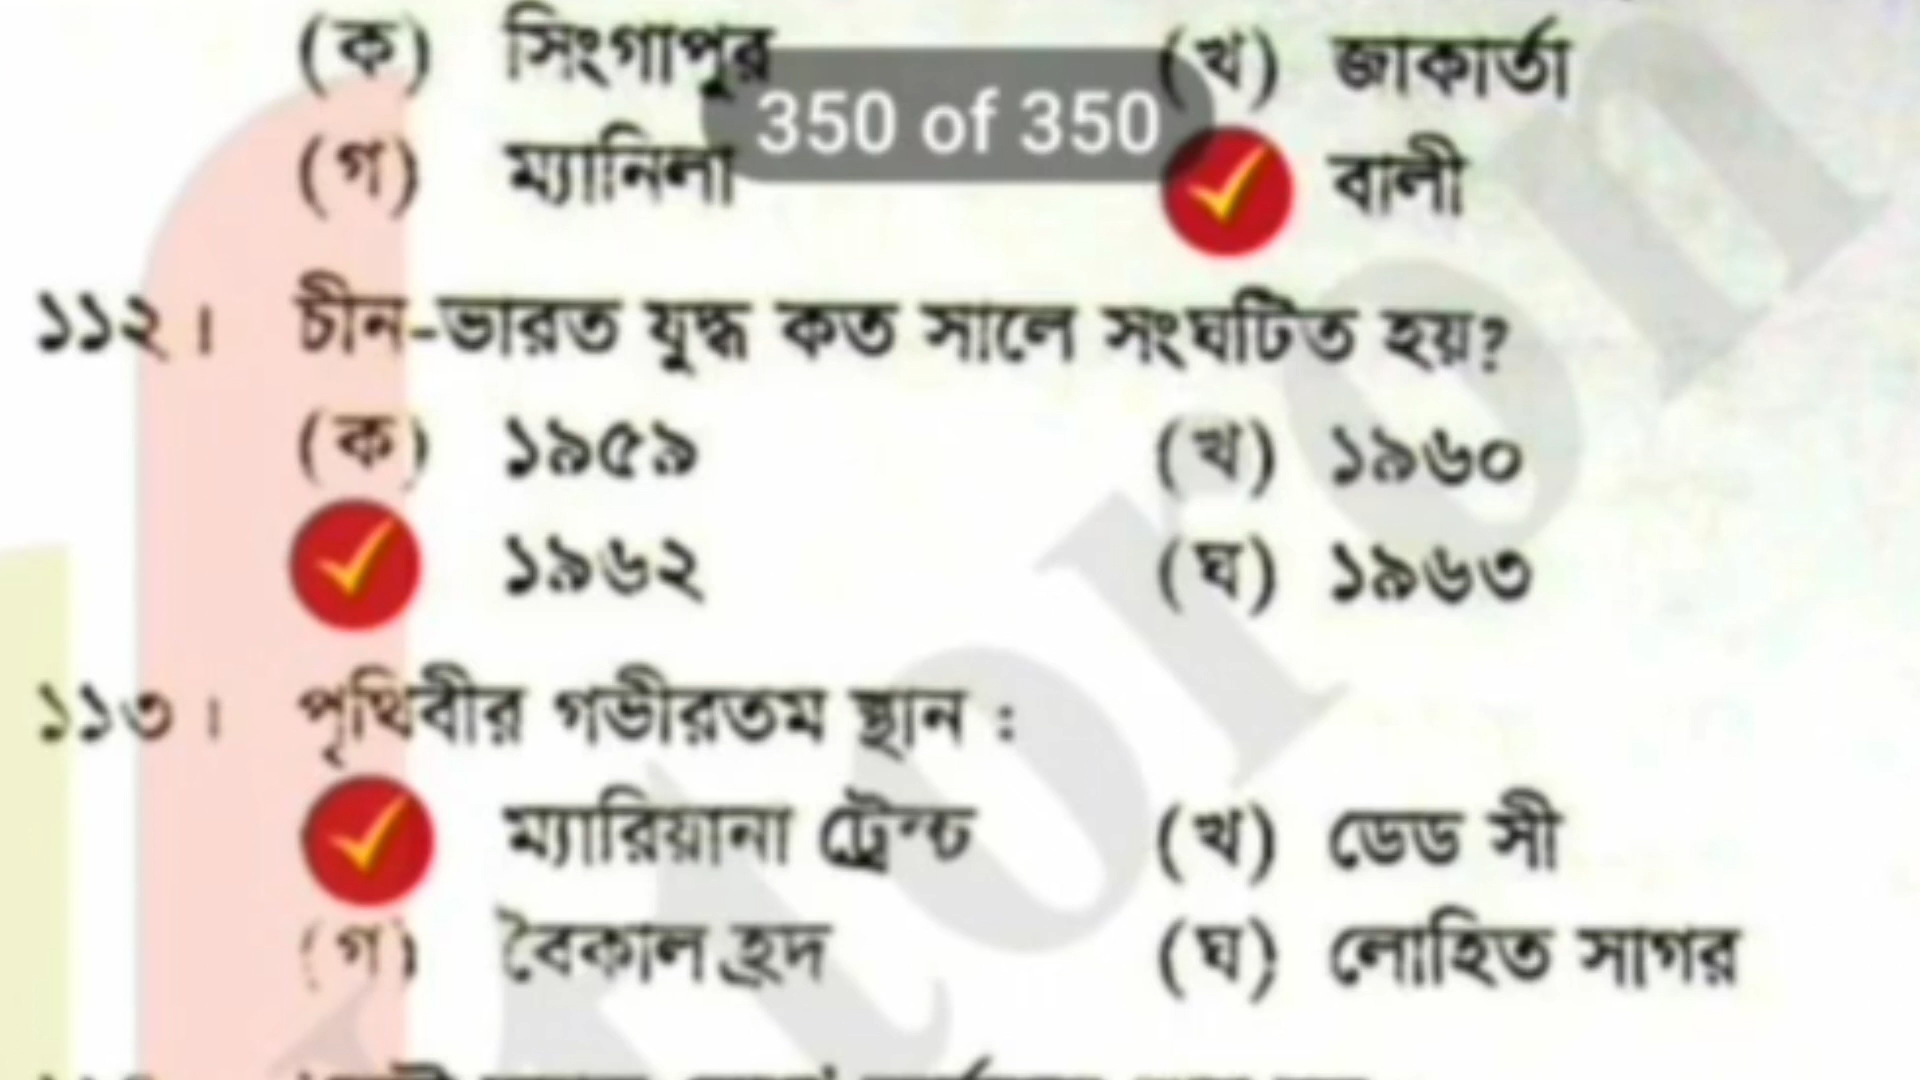 (ক) সিংগাপুর (খ) জাকার্তা
350 of 350
(গ) ম্যানিলা বালী
১১২। চীন-ভারত যুদ্ধ কত সালে সংঘটিত হয়?
(ক) ১৯৫৯ (খ) ১৯৬০
১৯৬২ (ঘ) ১৯৬৩
১১৩। পৃথিবীর গভীরতম স্থান :
ম্যারিয়ানা ট্রেন্চ (খ) ডেড সী
(গ) বৈকাল হ্রদ (ঘ) লোহিত সাগর